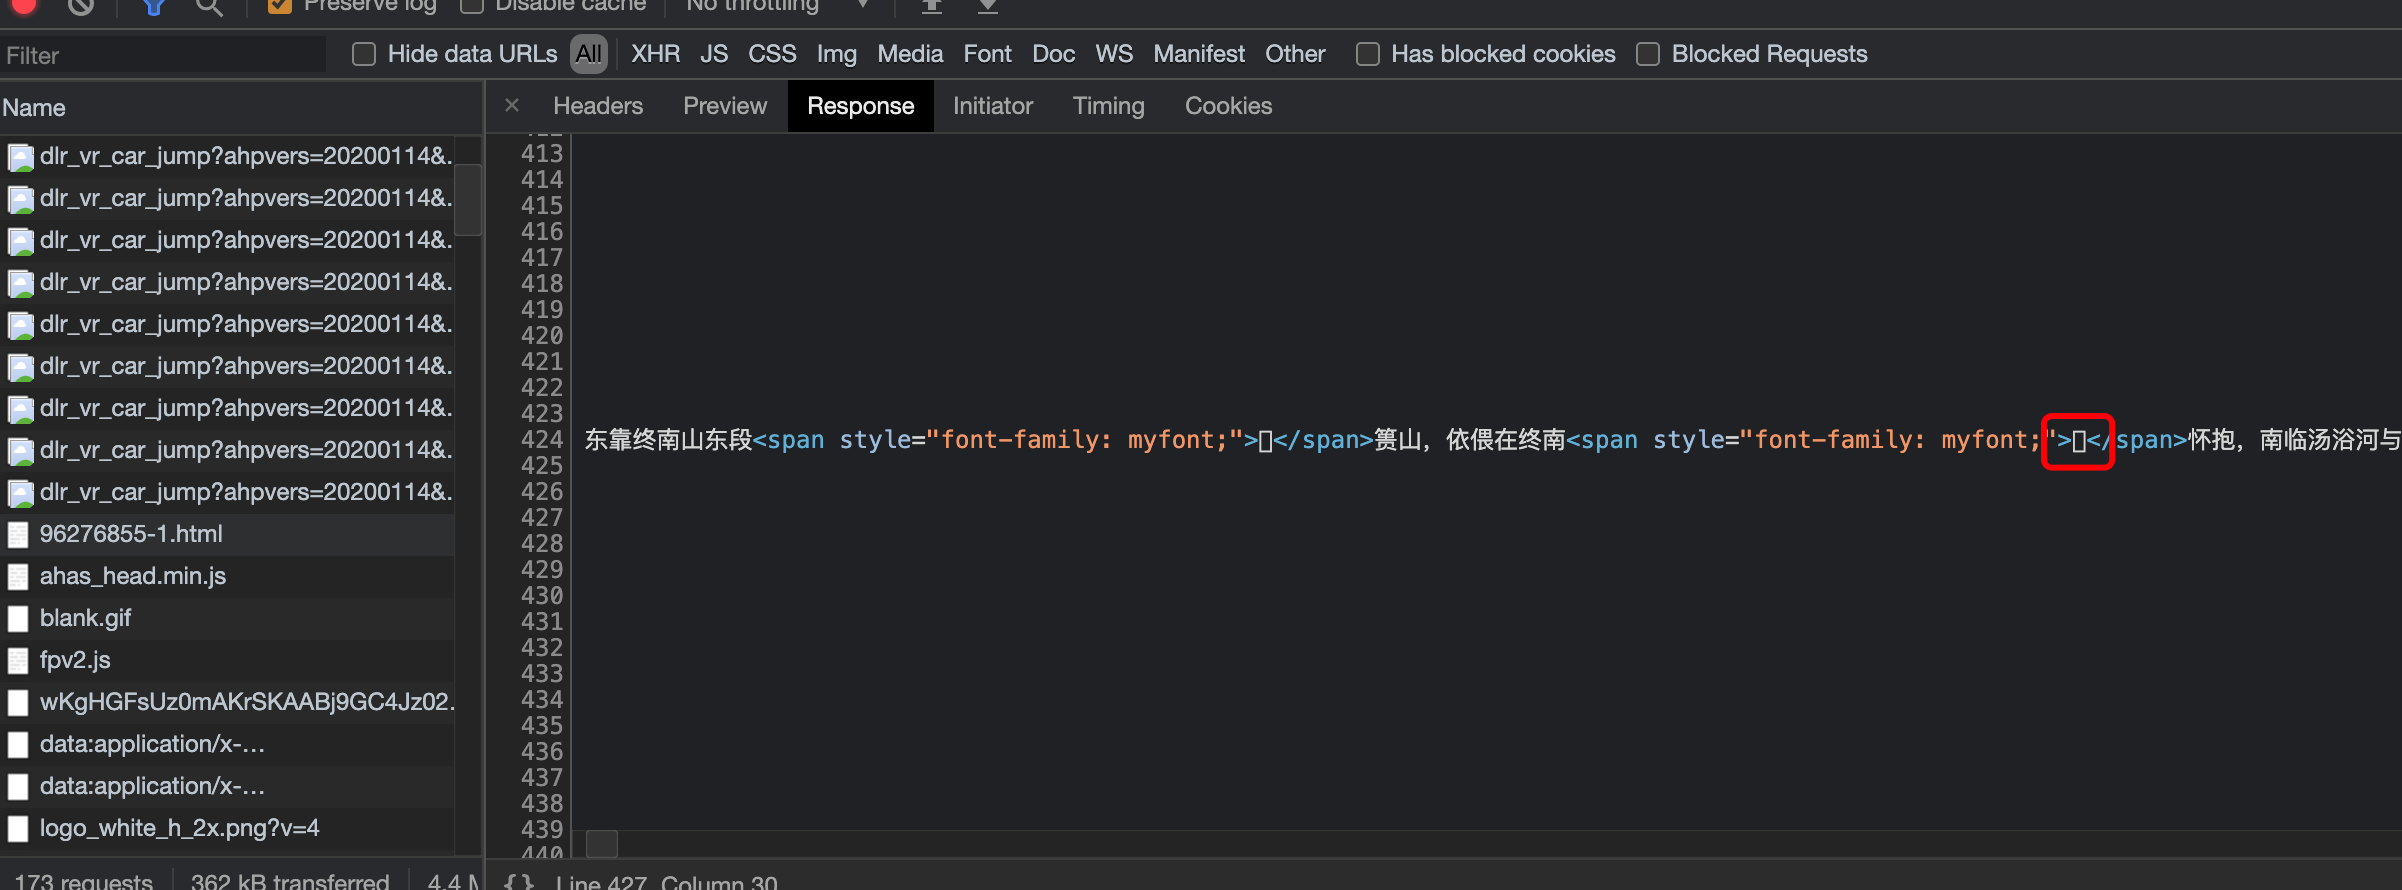 Preserve log Disable cache No throttling
Filter Hide data URLs All XHR JS CSS Img Media Font Doc WS Manifest Other Has blocked cookies Blocked Requests
Name × Headers Preview Response Initiator Timing Cookies
dlr_vr_car_jump?ahpvers=20200114&.
dlr_vr_car_jump?ahpvers=20200114&.
dlr_vr_car_jump?ahpvers=20200114&.
dlr_vr_car_jump?ahpvers=20200114&.
dlr_vr_car_jump?ahpvers=20200114&.
dlr_vr_car_jump?ahpvers=20200114&.
dlr_vr_car_jump?ahpvers=20200114&.
dlr_vr_car_jump?ahpvers=20200114&.
dlr_vr_car_jump?ahpvers=20200114&.
96276855-1.html
ahas_head.min.js
blank.gif
fpv2.js
wKgHGFsUz0mAKrSKAABj9GC4Jz02.
data:application/x-…
data:application/x-…
logo_white_h_2x.png?v=4
412
413
414
415
416
417
418
419
420
421
422
423
424 东靠终南山东段<span style="font-family: myfont;">▯</span>篑山，依偎在终南<span style="font-family: myfont;">▯</span>怀抱，南临汤浴河与
425
426
427
428
429
430
431
432
433
434
435
436
437
438
439
440
173 requests 362 kB transferred 4.4 M {} Line 427, Column 30